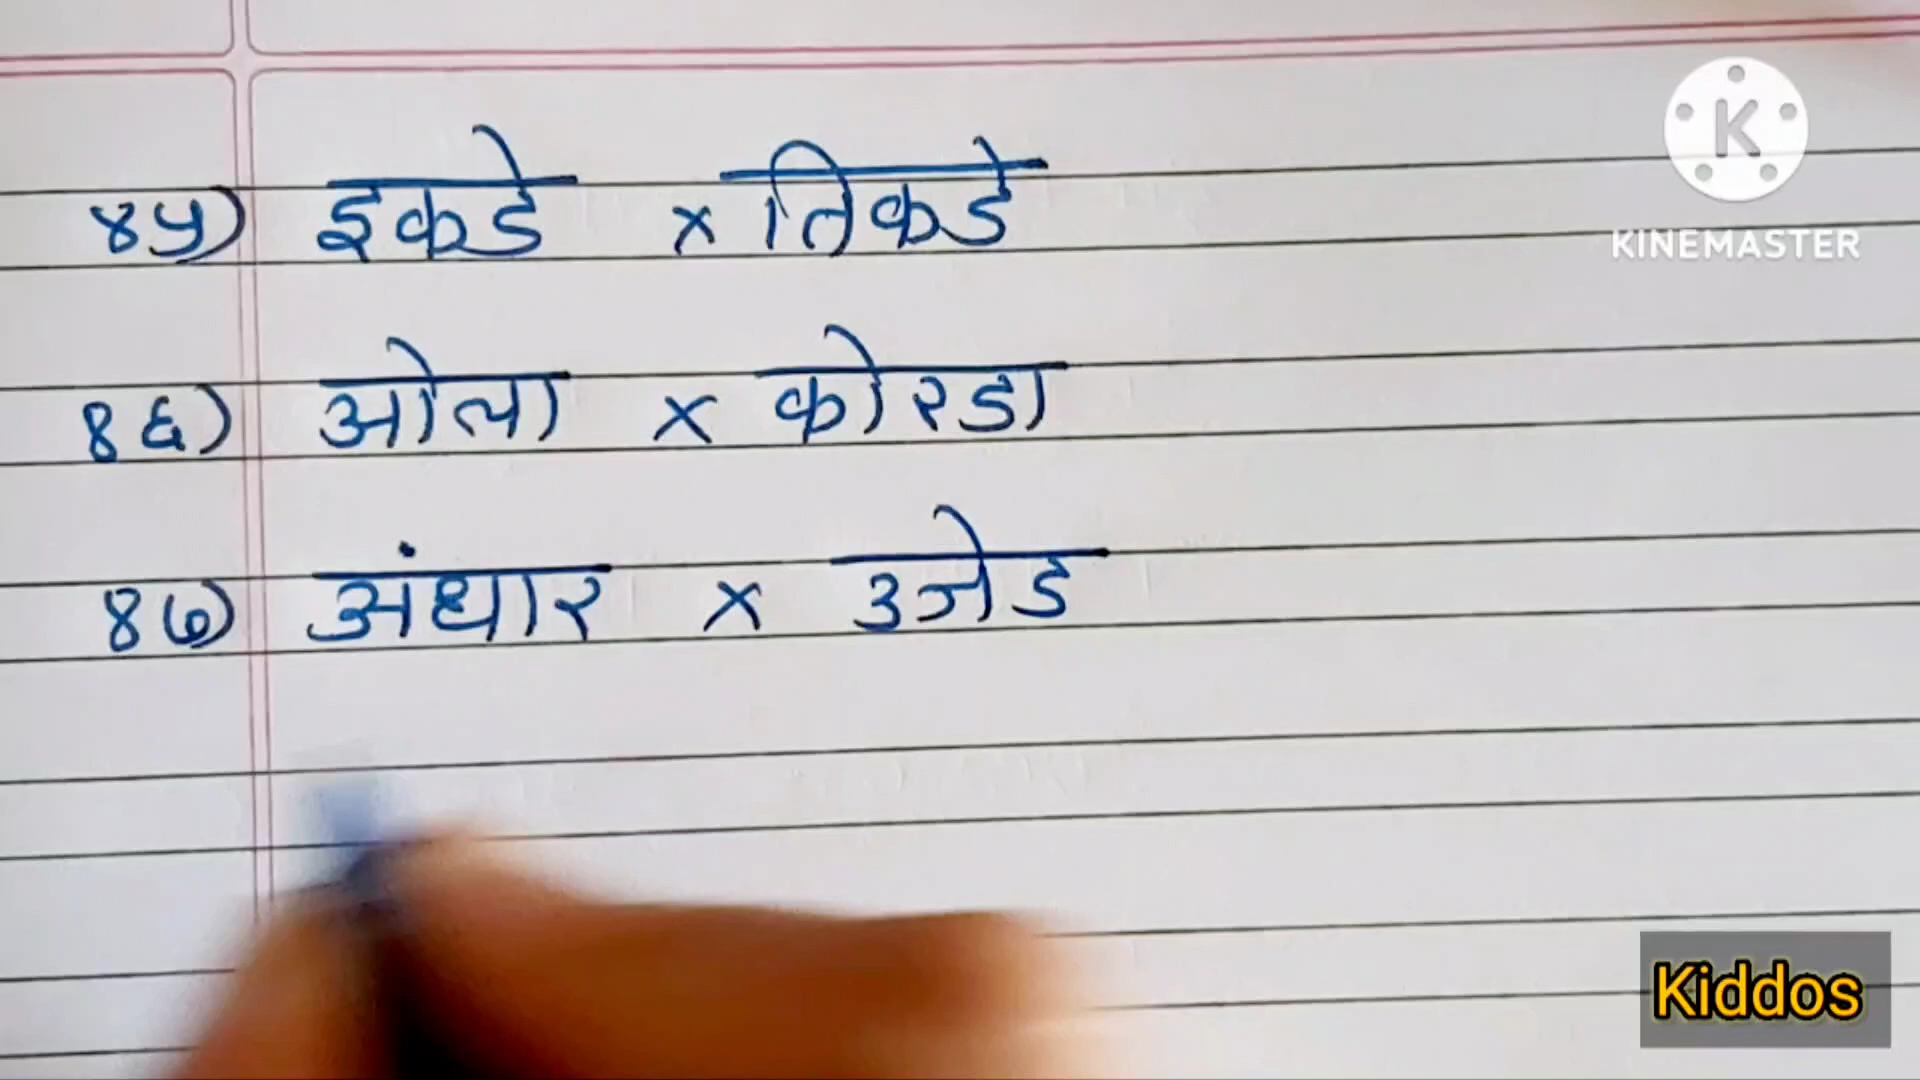 ४५) इकडे × तिकडे
KINEMASTER
४६) ओला × कोरडा
४७) अंधार × उजेड
Kiddos